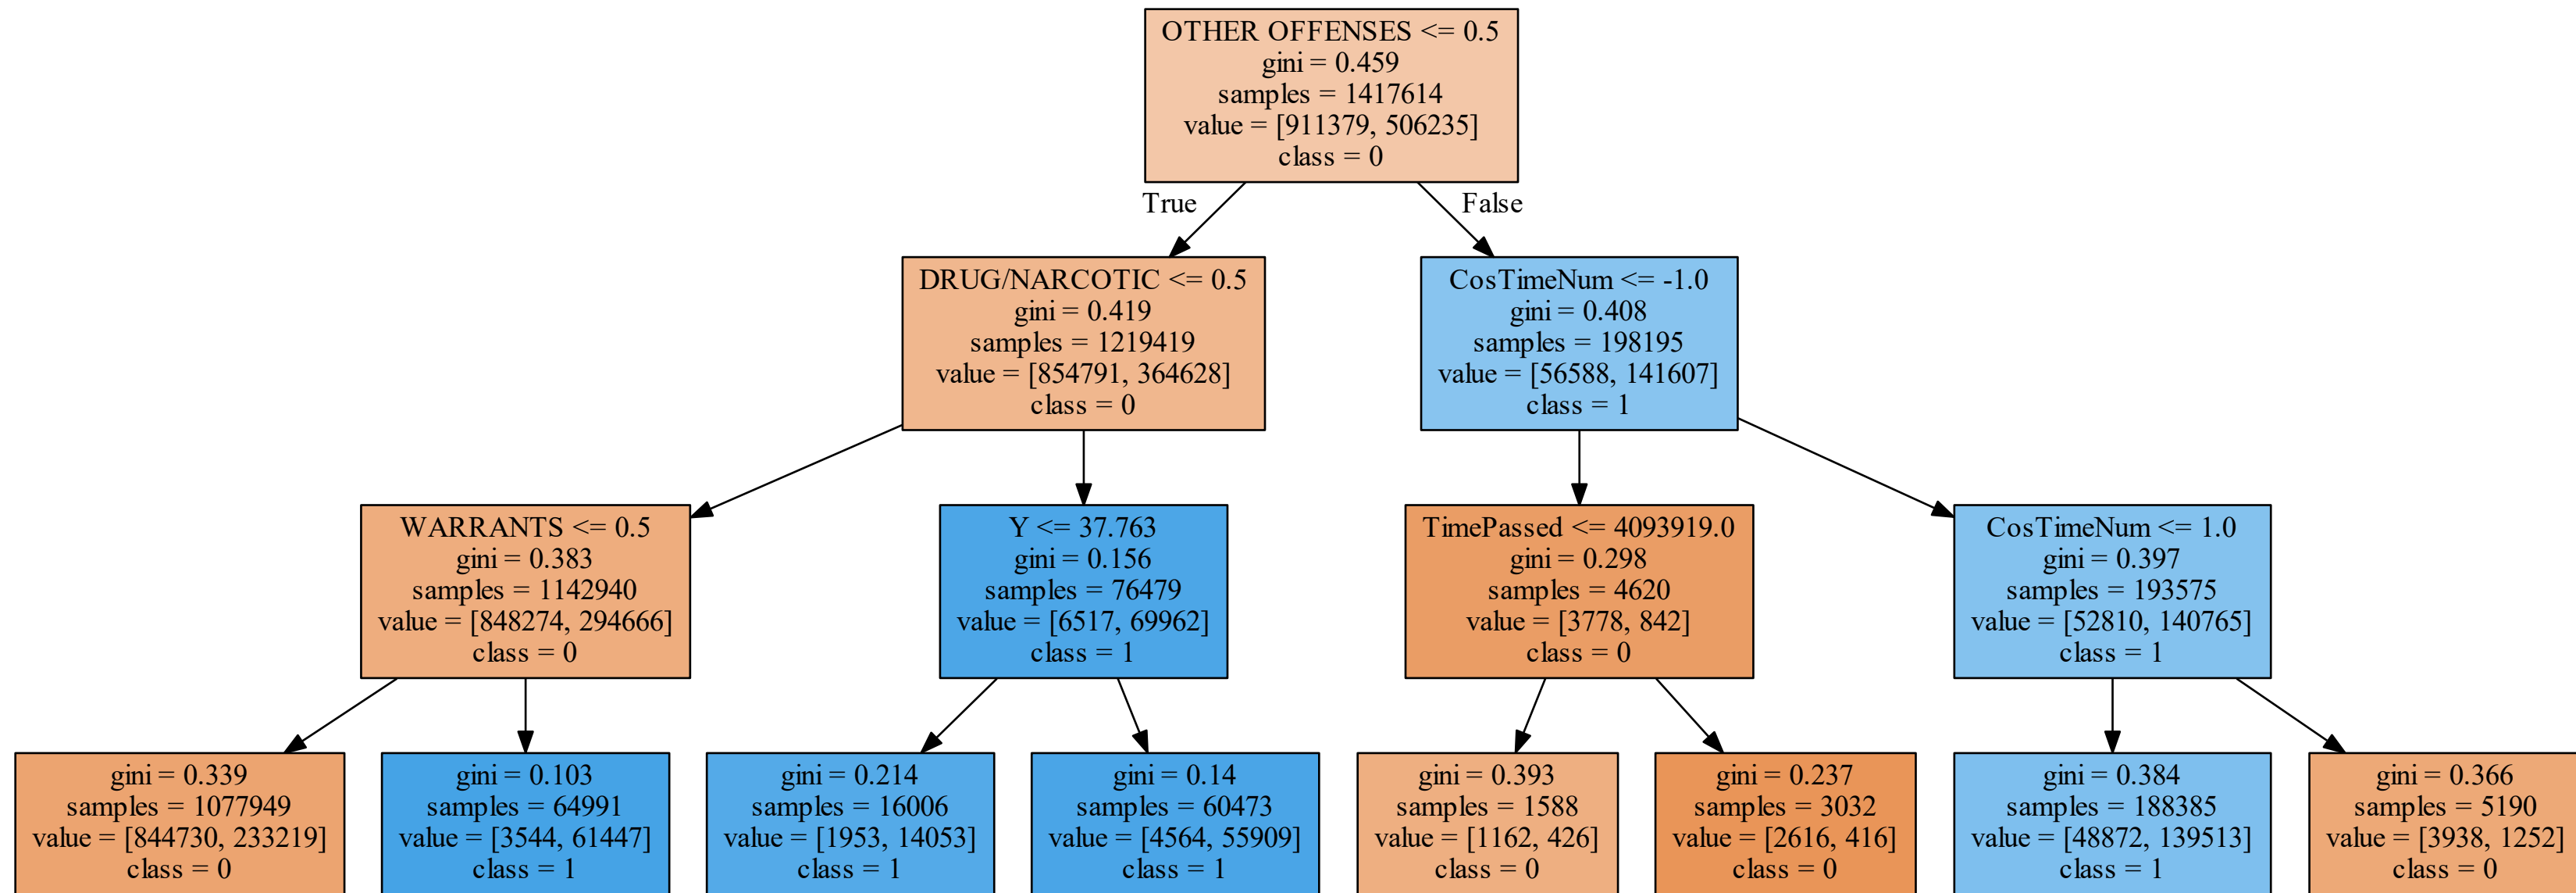 OTHER OFFENSES <= 0.5
gini = 0.459
samples = 1417614
value = [911379, 506235]
class = 0
True
False
DRUG/NARCOTIC <= 0.5
gini = 0.419
samples = 1219419
value = [854791, 364628]
class = 0
CosTimeNum <= -1.0
gini = 0.408
samples = 198195
value = [56588, 141607]
class = 1
WARRANTS <= 0.5
gini = 0.383
samples = 1142940
value = [848274, 294666]
class = 0
Y <= 37.763
gini = 0.156
samples = 76479
value = [6517, 69962]
class = 1
TimePassed <= 4093919.0
gini = 0.298
samples = 4620
value = [3778, 842]
class = 0
CosTimeNum <= 1.0
gini = 0.397
samples = 193575
value = [52810, 140765]
class = 1
gini = 0.339
samples = 1077949
value = [844730, 233219]
class = 0
gini = 0.103
samples = 64991
value = [3544, 61447]
class = 1
gini = 0.214
samples = 16006
value = [1953, 14053]
class = 1
gini = 0.14
samples = 60473
value = [4564, 55909]
class = 1
gini = 0.393
samples = 1588
value = [1162, 426]
class = 0
gini = 0.237
samples = 3032
value = [2616, 416]
class = 0
gini = 0.384
samples = 188385
value = [48872, 139513]
class = 1
gini = 0.366
samples = 5190
value = [3938, 1252]
class = 0